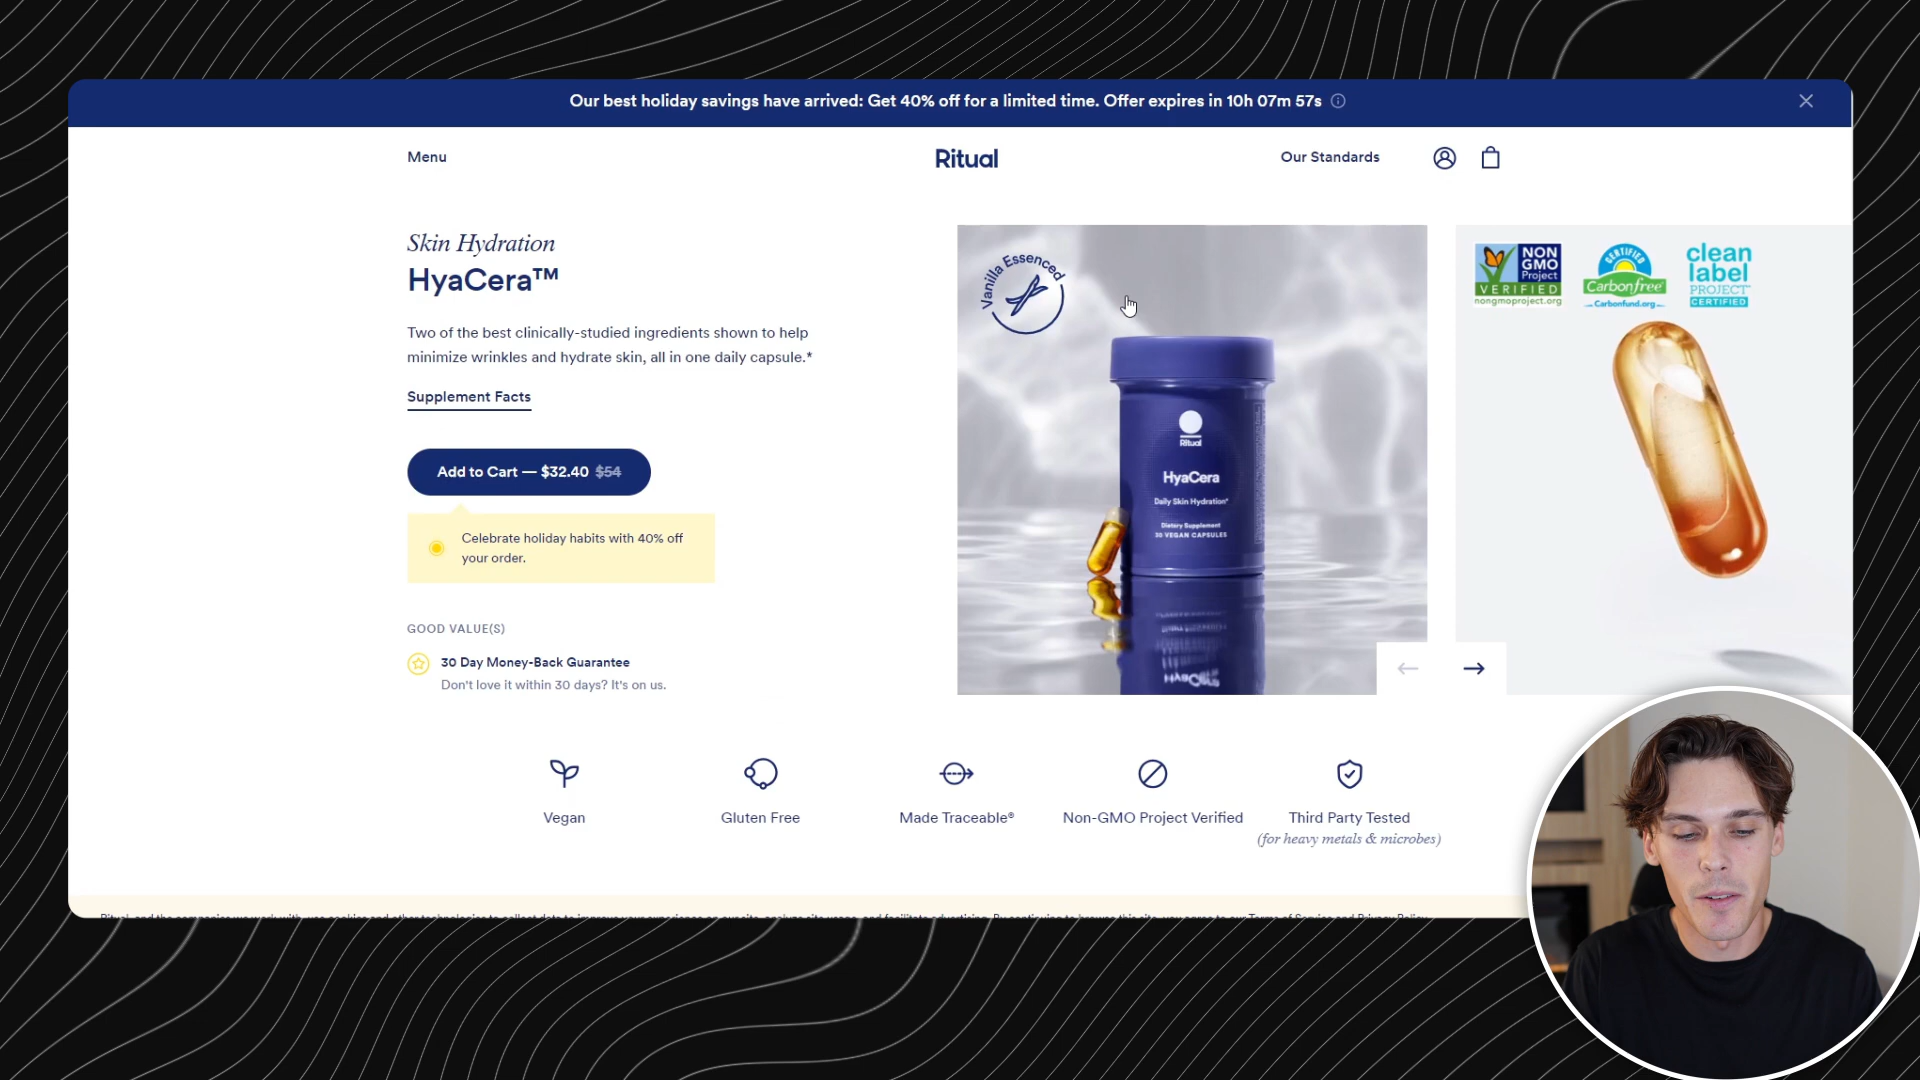 Our best holiday savings have arrived: Get 40% off for a limited time. Offer expires in 10h 07m 57s
Menu
Ritual
Our Standards
Skin Hydration
HyaCera™
Two of the best clinically-studied ingredients shown to help
minimize wrinkles and hydrate skin, all in one daily capsule.*
Supplement Facts
Add to Cart — $32.40 $54
Celebrate holiday habits with 40% off
your order.
GOOD VALUE(S)
30 Day Money-Back Guarantee
Don't love it within 30 days? It's on us.
Vanilla Essenced
Ritual
HyaCera
Daily Skin Hydration*
Dietary Supplement
30 VEGAN CAPSULES
NON
GMO
Project
VERIFIED
nongmoproject.org
CERTIFIED
Carbonfree®
Carbonfund.org
clean
label
PROJECT
CERTIFIED
Vegan
Gluten Free
Made Traceable®
Non-GMO Project Verified
Third Party Tested
(for heavy metals & microbes)